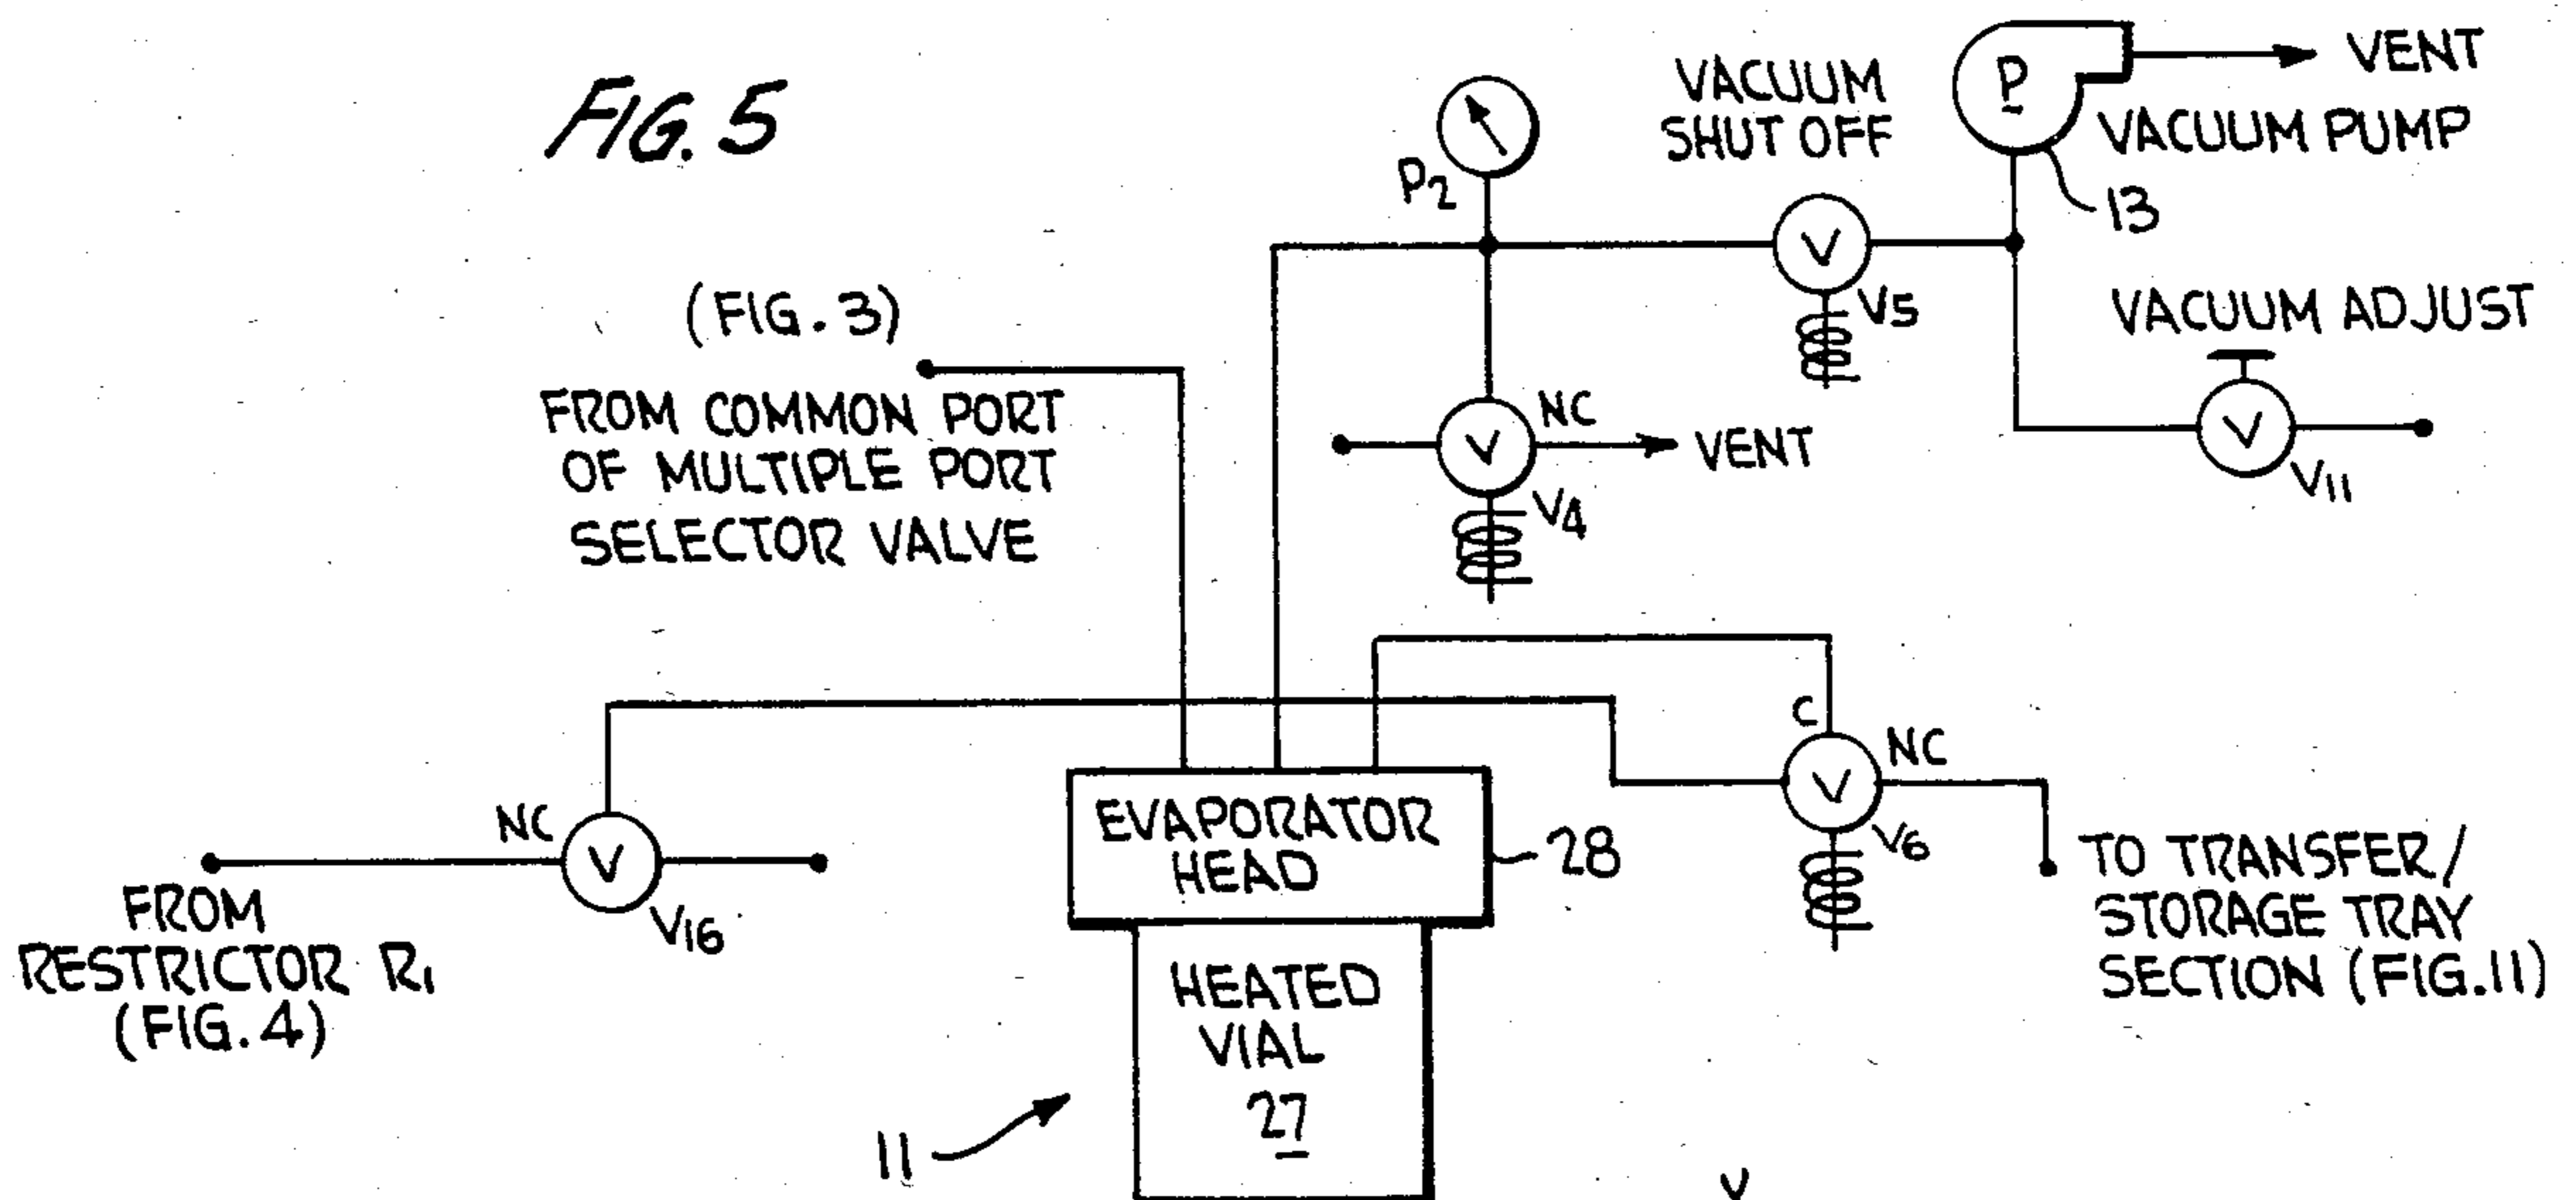 FIG. 5
P
VENT
VACUUM
SHUT OFF
VACUUM PUMP
13
P2
V
V5
(FIG. 3)
FROM COMMON PORT
OF MULTIPLE PORT
SELECTOR VALVE
VACUUM ADJUST
V
V11
NC
V
VENT
V4
C
NC
V
V6
NC
V
V16
FROM
RESTRICTOR R1
(FIG. 4)
EVAPORATOR
HEAD
28
TO TRANSFER/
STORAGE TRAY
SECTION (FIG.11)
HEATED
VIAL
27
11
V